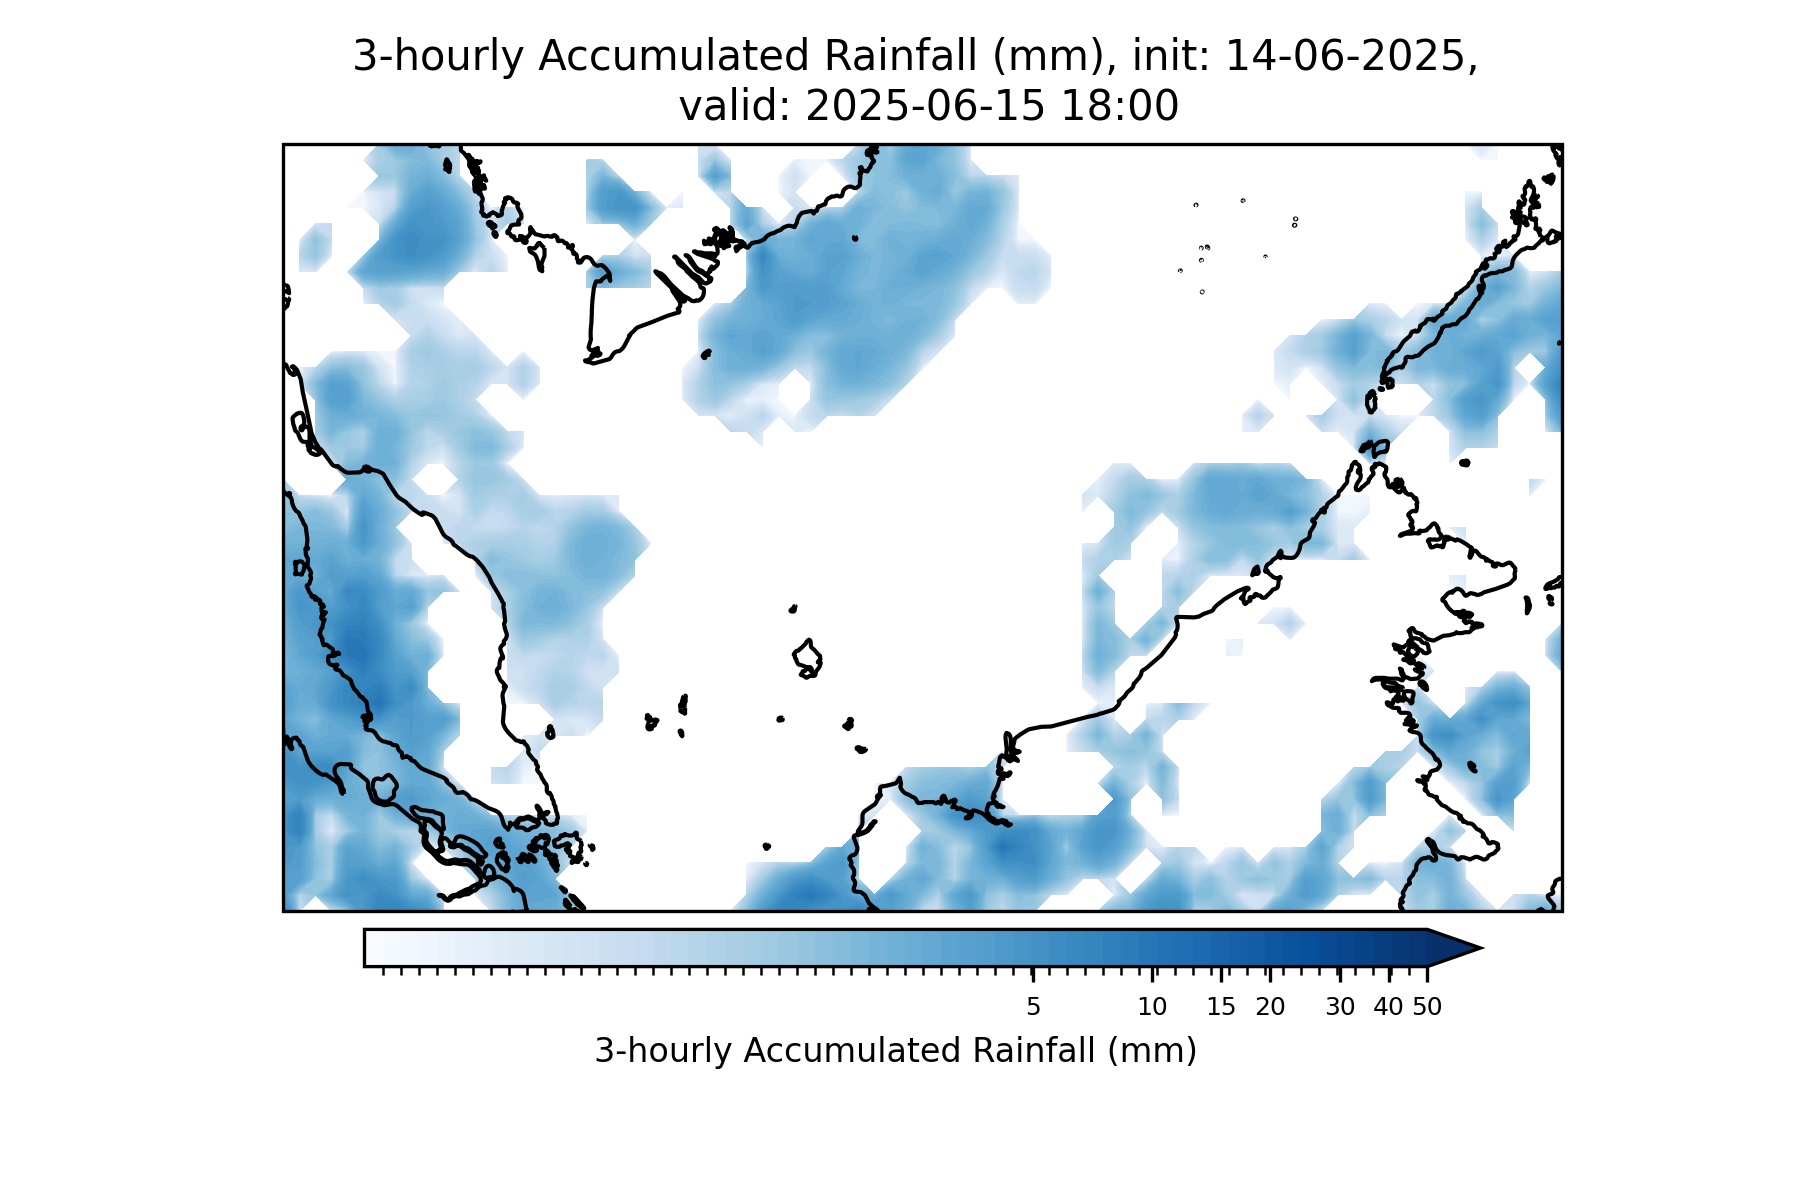 3-hourly Accumulated Rainfall (mm), init: 14-06-2025,
valid: 2025-06-15 18:00
5 10 15 20 30 40 50
3-hourly Accumulated Rainfall (mm)